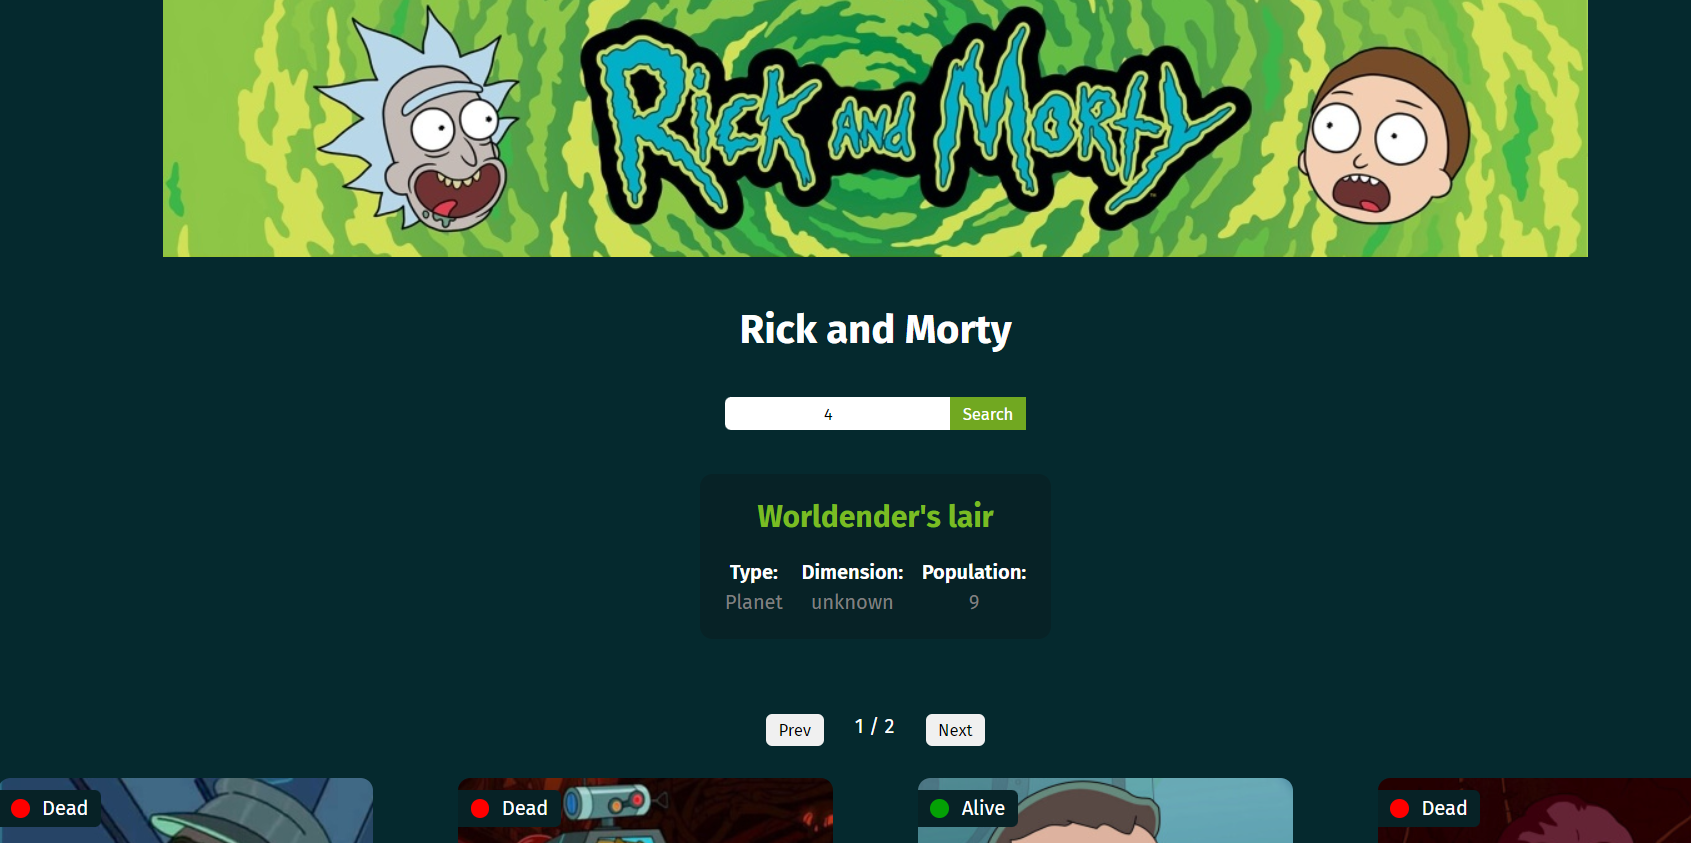 Rick and Morty
Rick and Morty
4 Search
Worldender's lair
Type: Dimension: Population:
Planet unknown 9
Prev 1 / 2 Next
Dead Dead Alive Dead